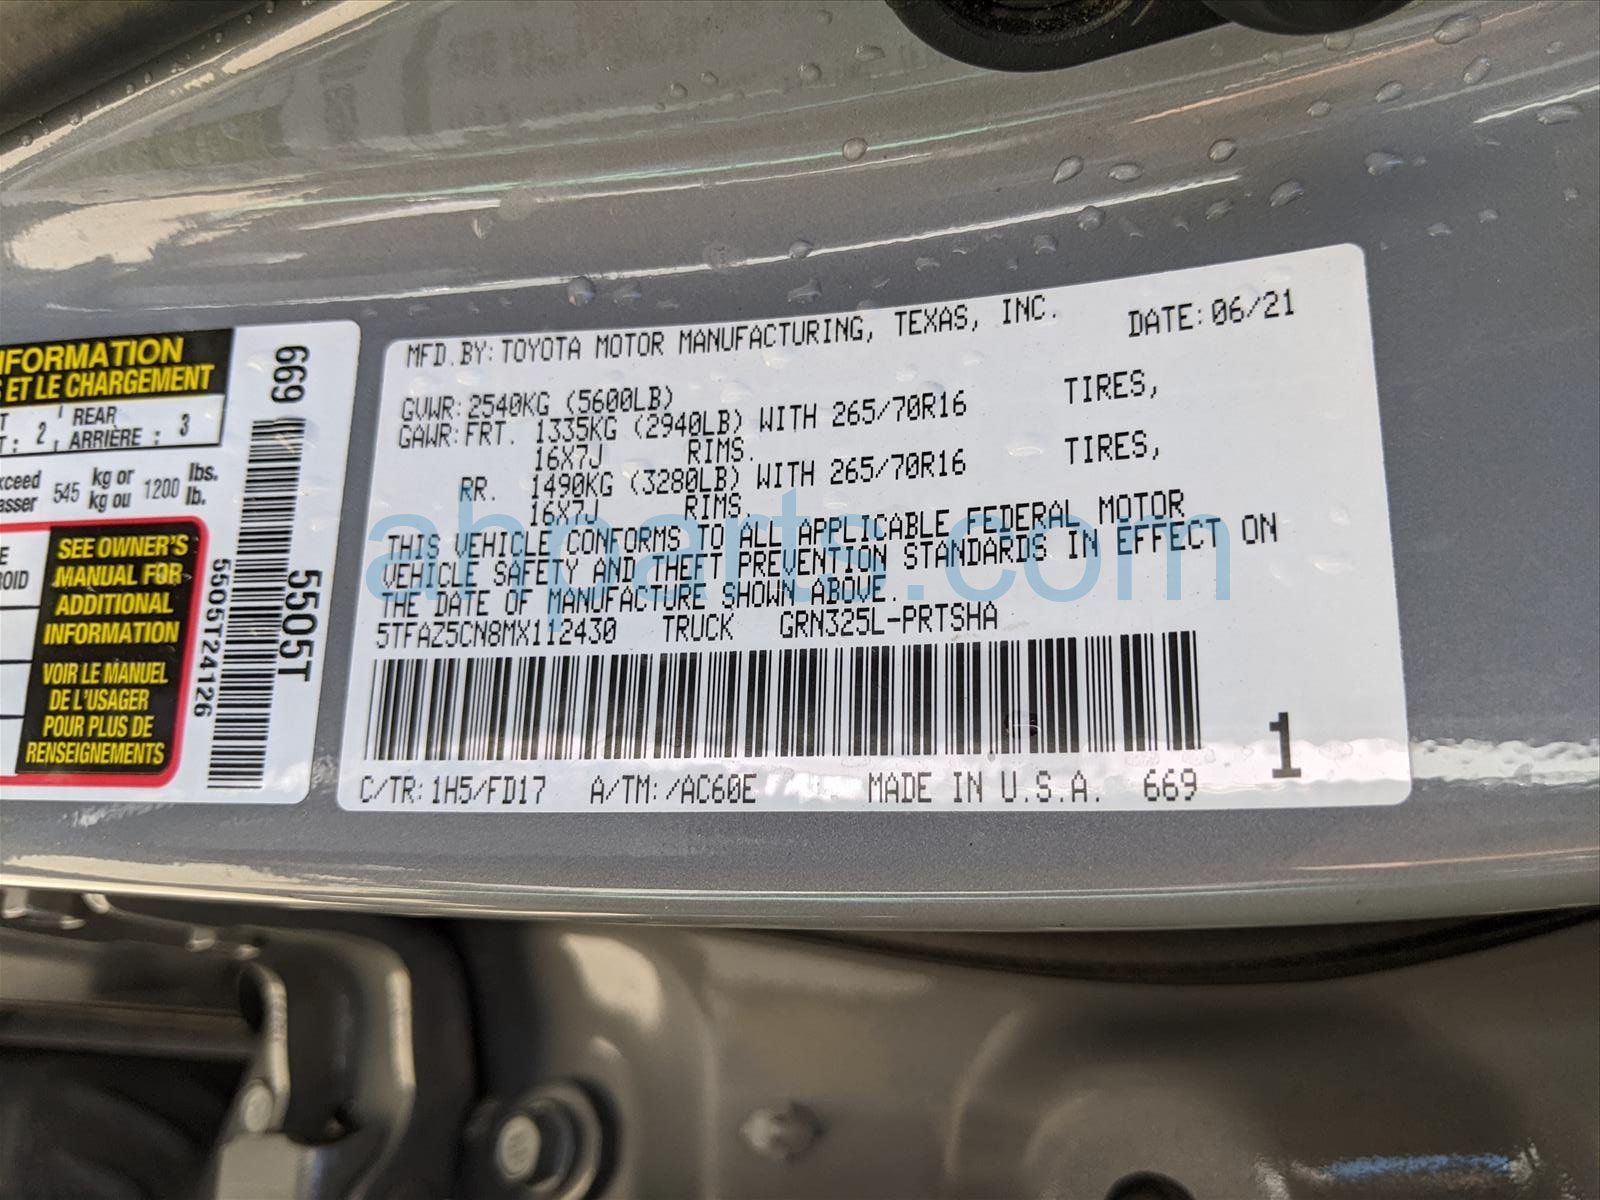 NFORMATION
S ET LE CHARGEMENT
REAR
: 2 ARRIÈRE : 3
xceed 545 kg or 1200 lbs.
asser kg ou lb.
SEE OWNER'S
MANUAL FOR
ADDITIONAL
INFORMATION
VOIR LE MANUEL
DE L'USAGER
POUR PLUS DE
RENSEIGNEMENTS
669
5505T
5505T24126
MFD.BY: TOYOTA MOTOR MANUFACTURING, TEXAS, INC. DATE: 06/21
GVWR: 2540KG (5600LB)
GAWR: FRT. 1335KG (2940LB) WITH 265/70R16 TIRES,
16X7J RIMS.
RR. 1490KG (3280LB) WITH 265/70R16 TIRES,
16X7J RIMS.
THIS VEHICLE CONFORMS TO ALL APPLICABLE FEDERAL MOTOR
VEHICLE SAFETY AND THEFT PREVENTION STANDARDS IN EFFECT ON
THE DATE OF MANUFACTURE SHOWN ABOVE.
5TFAZ5CN8MX112430 TRUCK GRN325L-PRTSHA
C/TR: 1H5/FD17 A/TM: /AC60E MADE IN U.S.A. 669
1
ahparts.com